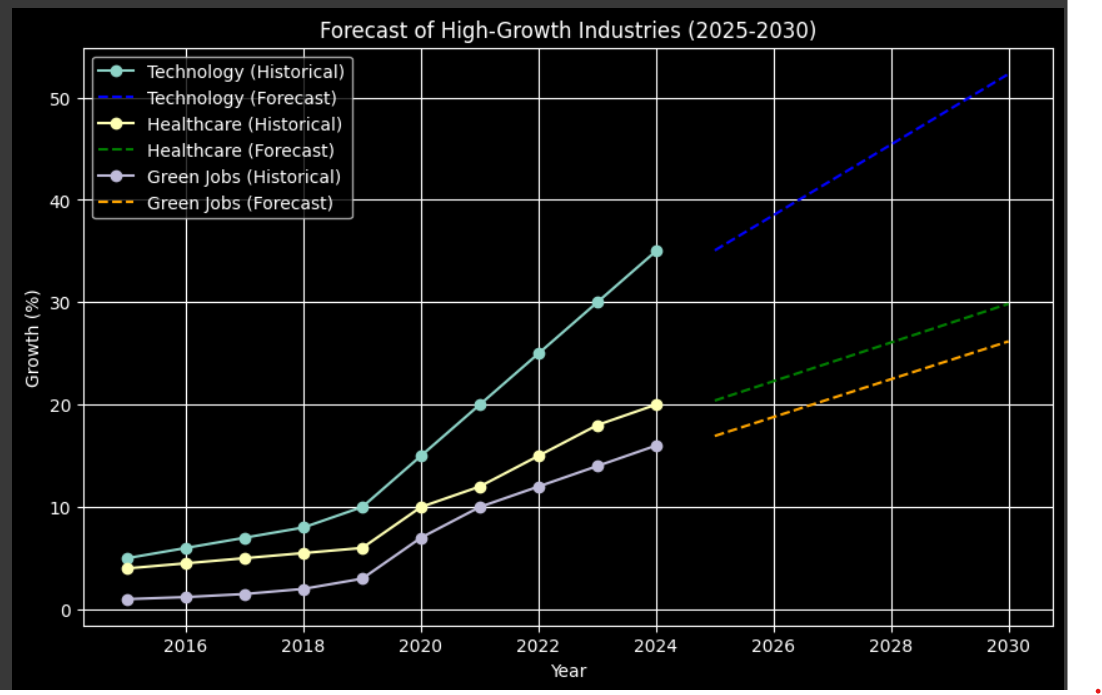 Forecast of High-Growth Industries (2025-2030)
Technology (Historical)
Technology (Forecast)
Healthcare (Historical)
Healthcare (Forecast)
Green Jobs (Historical)
Green Jobs (Forecast)
50
40
30
20
10
0
Growth (%)
2016 2018 2020 2022 2024 2026 2028 2030
Year